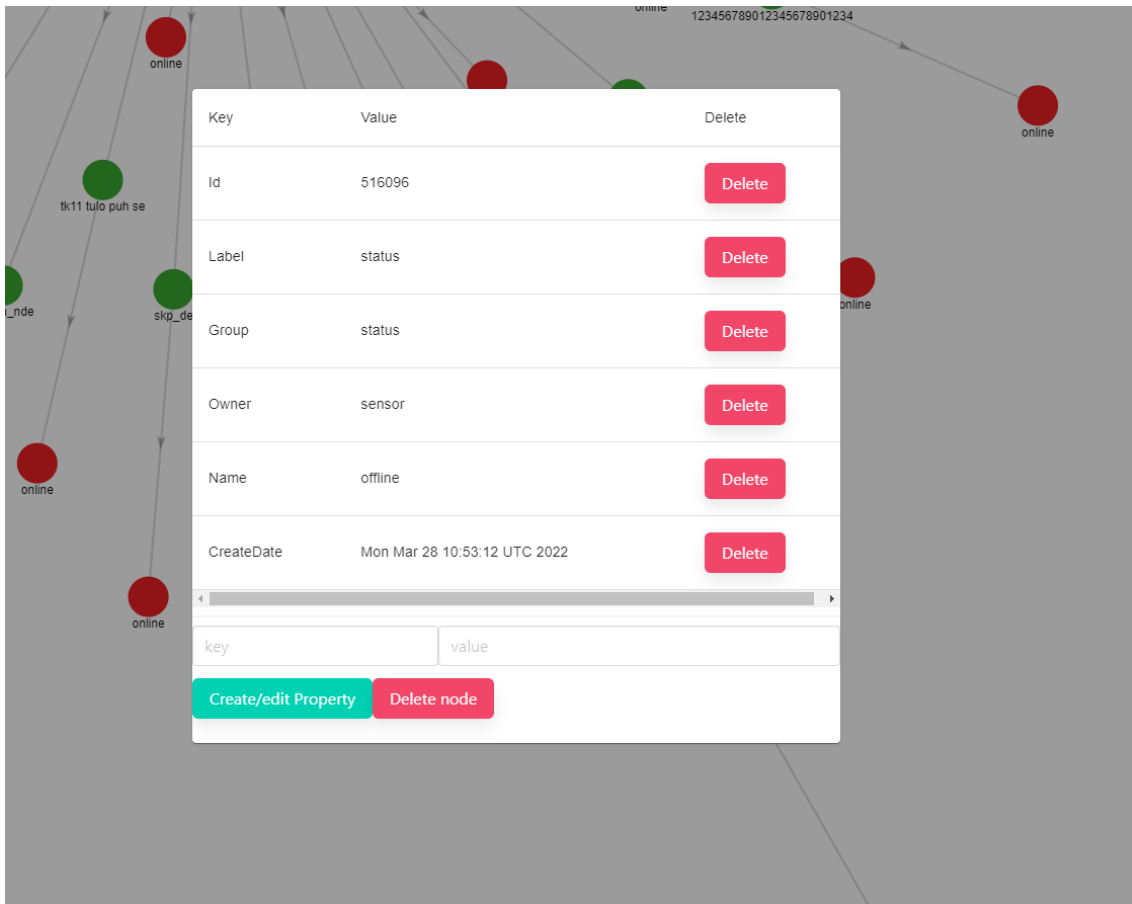 online
123456789012345678901234
online
online
Key Value Delete
Id 516096 Delete
tk11 tulo puh se
Label status Delete
online
_nde
skp_de
Group status Delete
Owner sensor Delete
Name offline Delete
online
CreateDate Mon Mar 28 10:53:12 UTC 2022 Delete
online
key value
Create/edit Property Delete node